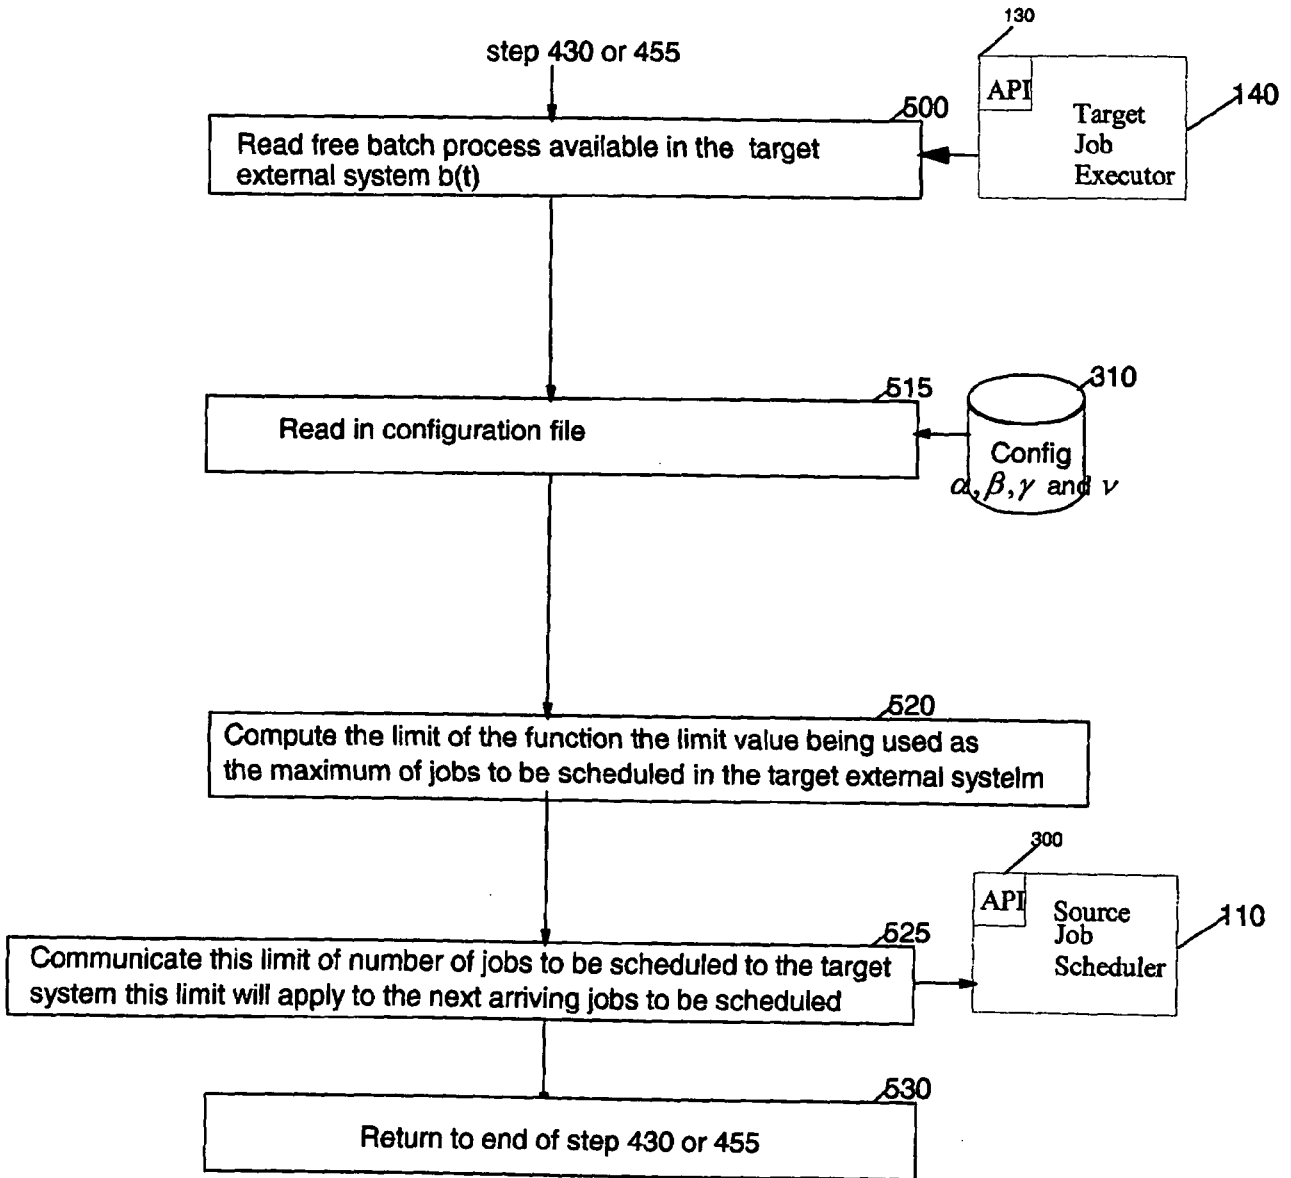 130
step 430 or 455
API
140
500
Target
Job
Executor
Read free batch process available in the target
external system b(t)
515
310
Read in configuration file
Config
α, β, γ and ν
520
Compute the limit of the function the limit value being used as
the maximum of jobs to be scheduled in the target external systelm
300
API
Source
Job
Scheduler
110
525
Communicate this limit of number of jobs to be scheduled to the target
system this limit will apply to the next arriving jobs to be scheduled
530
Return to end of step 430 or 455